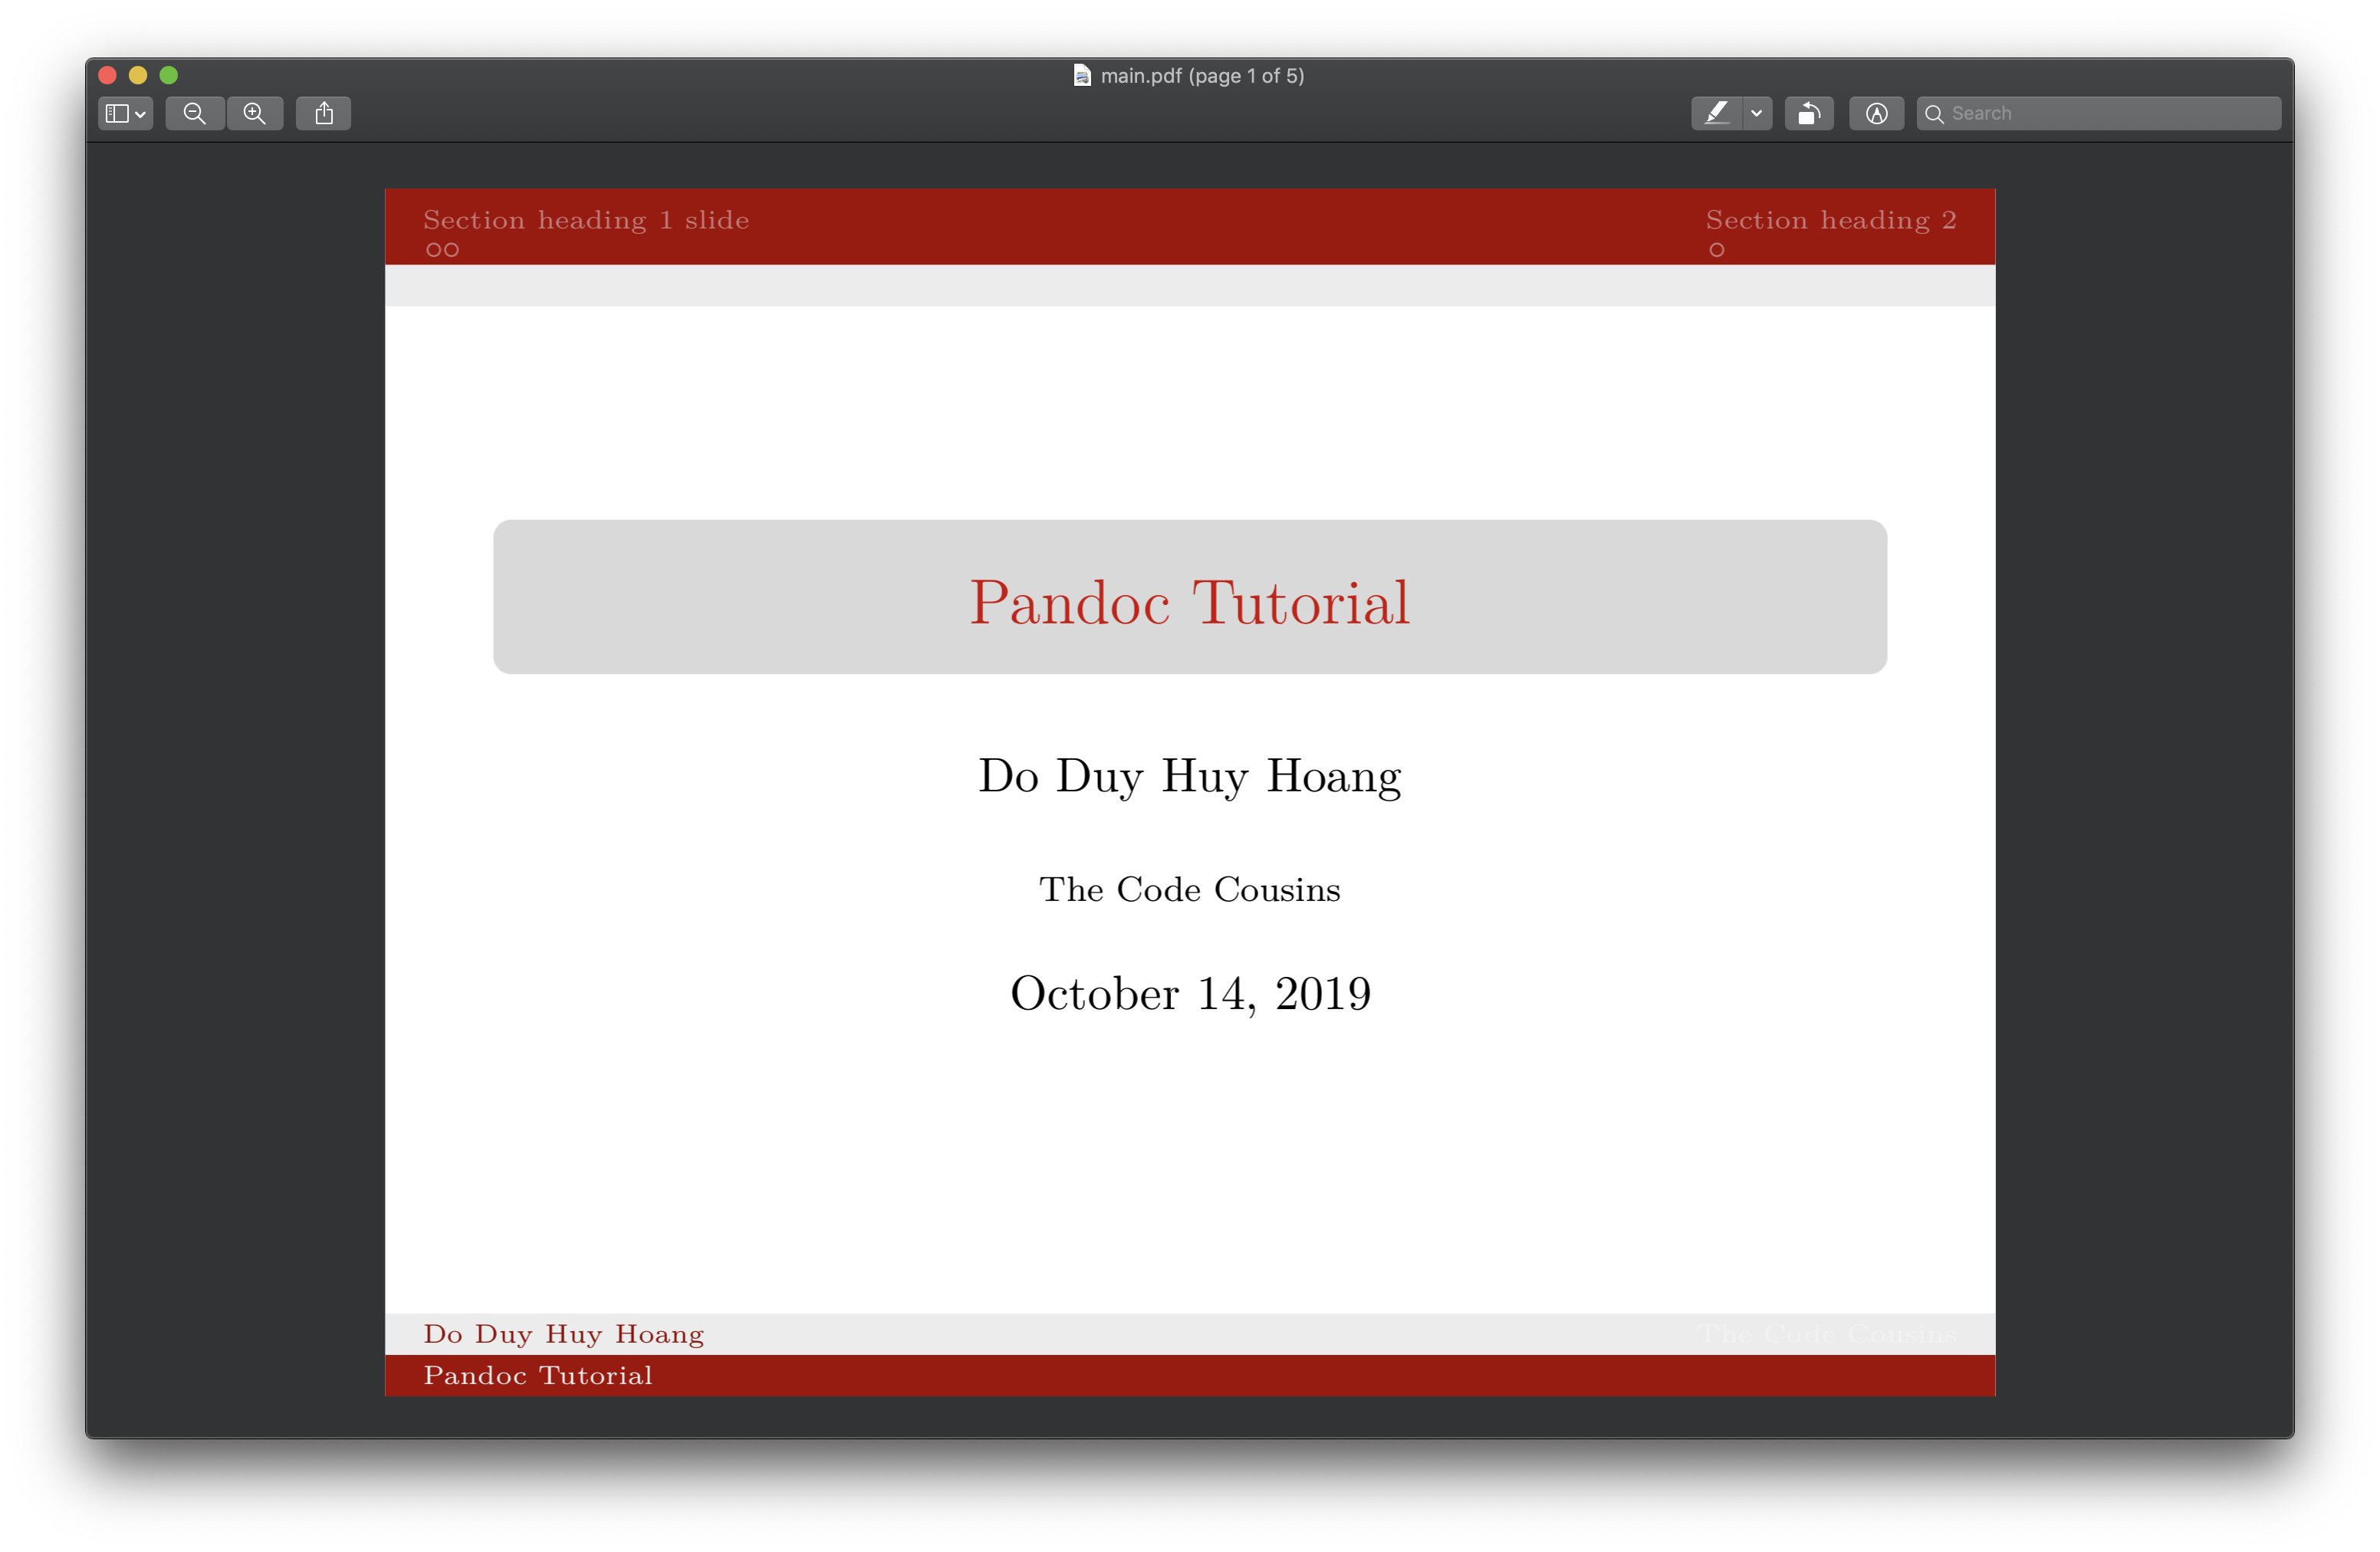 main.pdf (page 1 of 5)
Search
Section heading 1 slide
Section heading 2
Pandoc Tutorial
Do Duy Huy Hoang
The Code Cousins
October 14, 2019
Do Duy Huy Hoang
The Code Cousins
Pandoc Tutorial